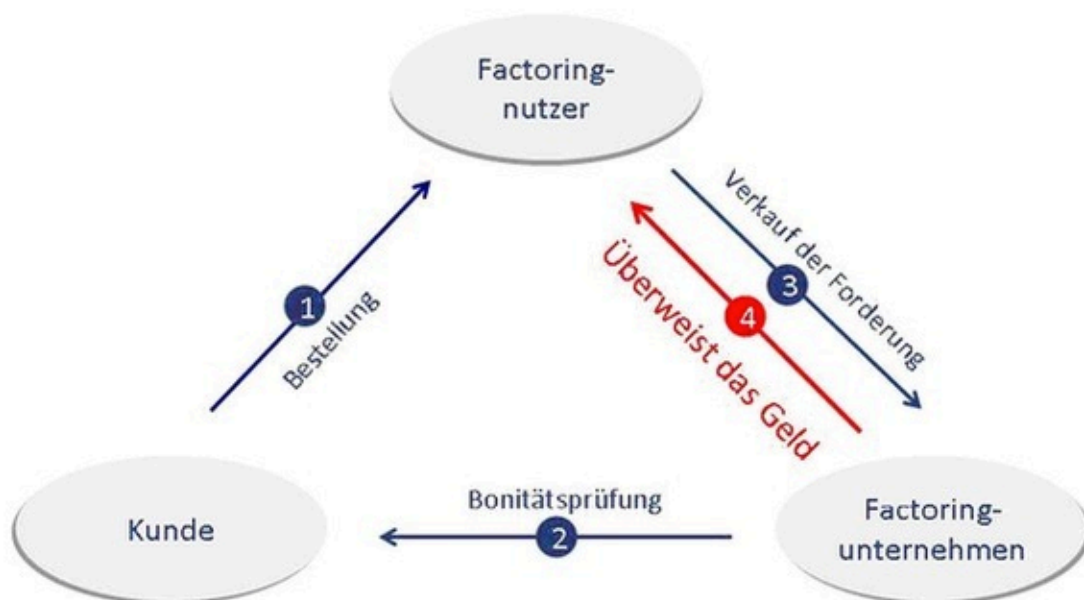 Factoring-
nutzer
Verkauf der Forderung
3
Überweist das Geld
4
1
Bestellung
Bonitätsprüfung
2
Kunde
Factoring-
unternehmen